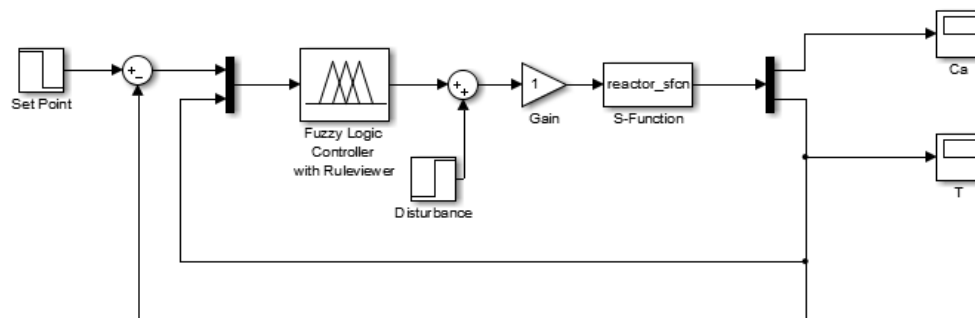 Set Point
Fuzzy Logic
Controller
with Ruleviewer
Disturbance
1
Gain
reactor_sfcn
S-Function
Ca
T